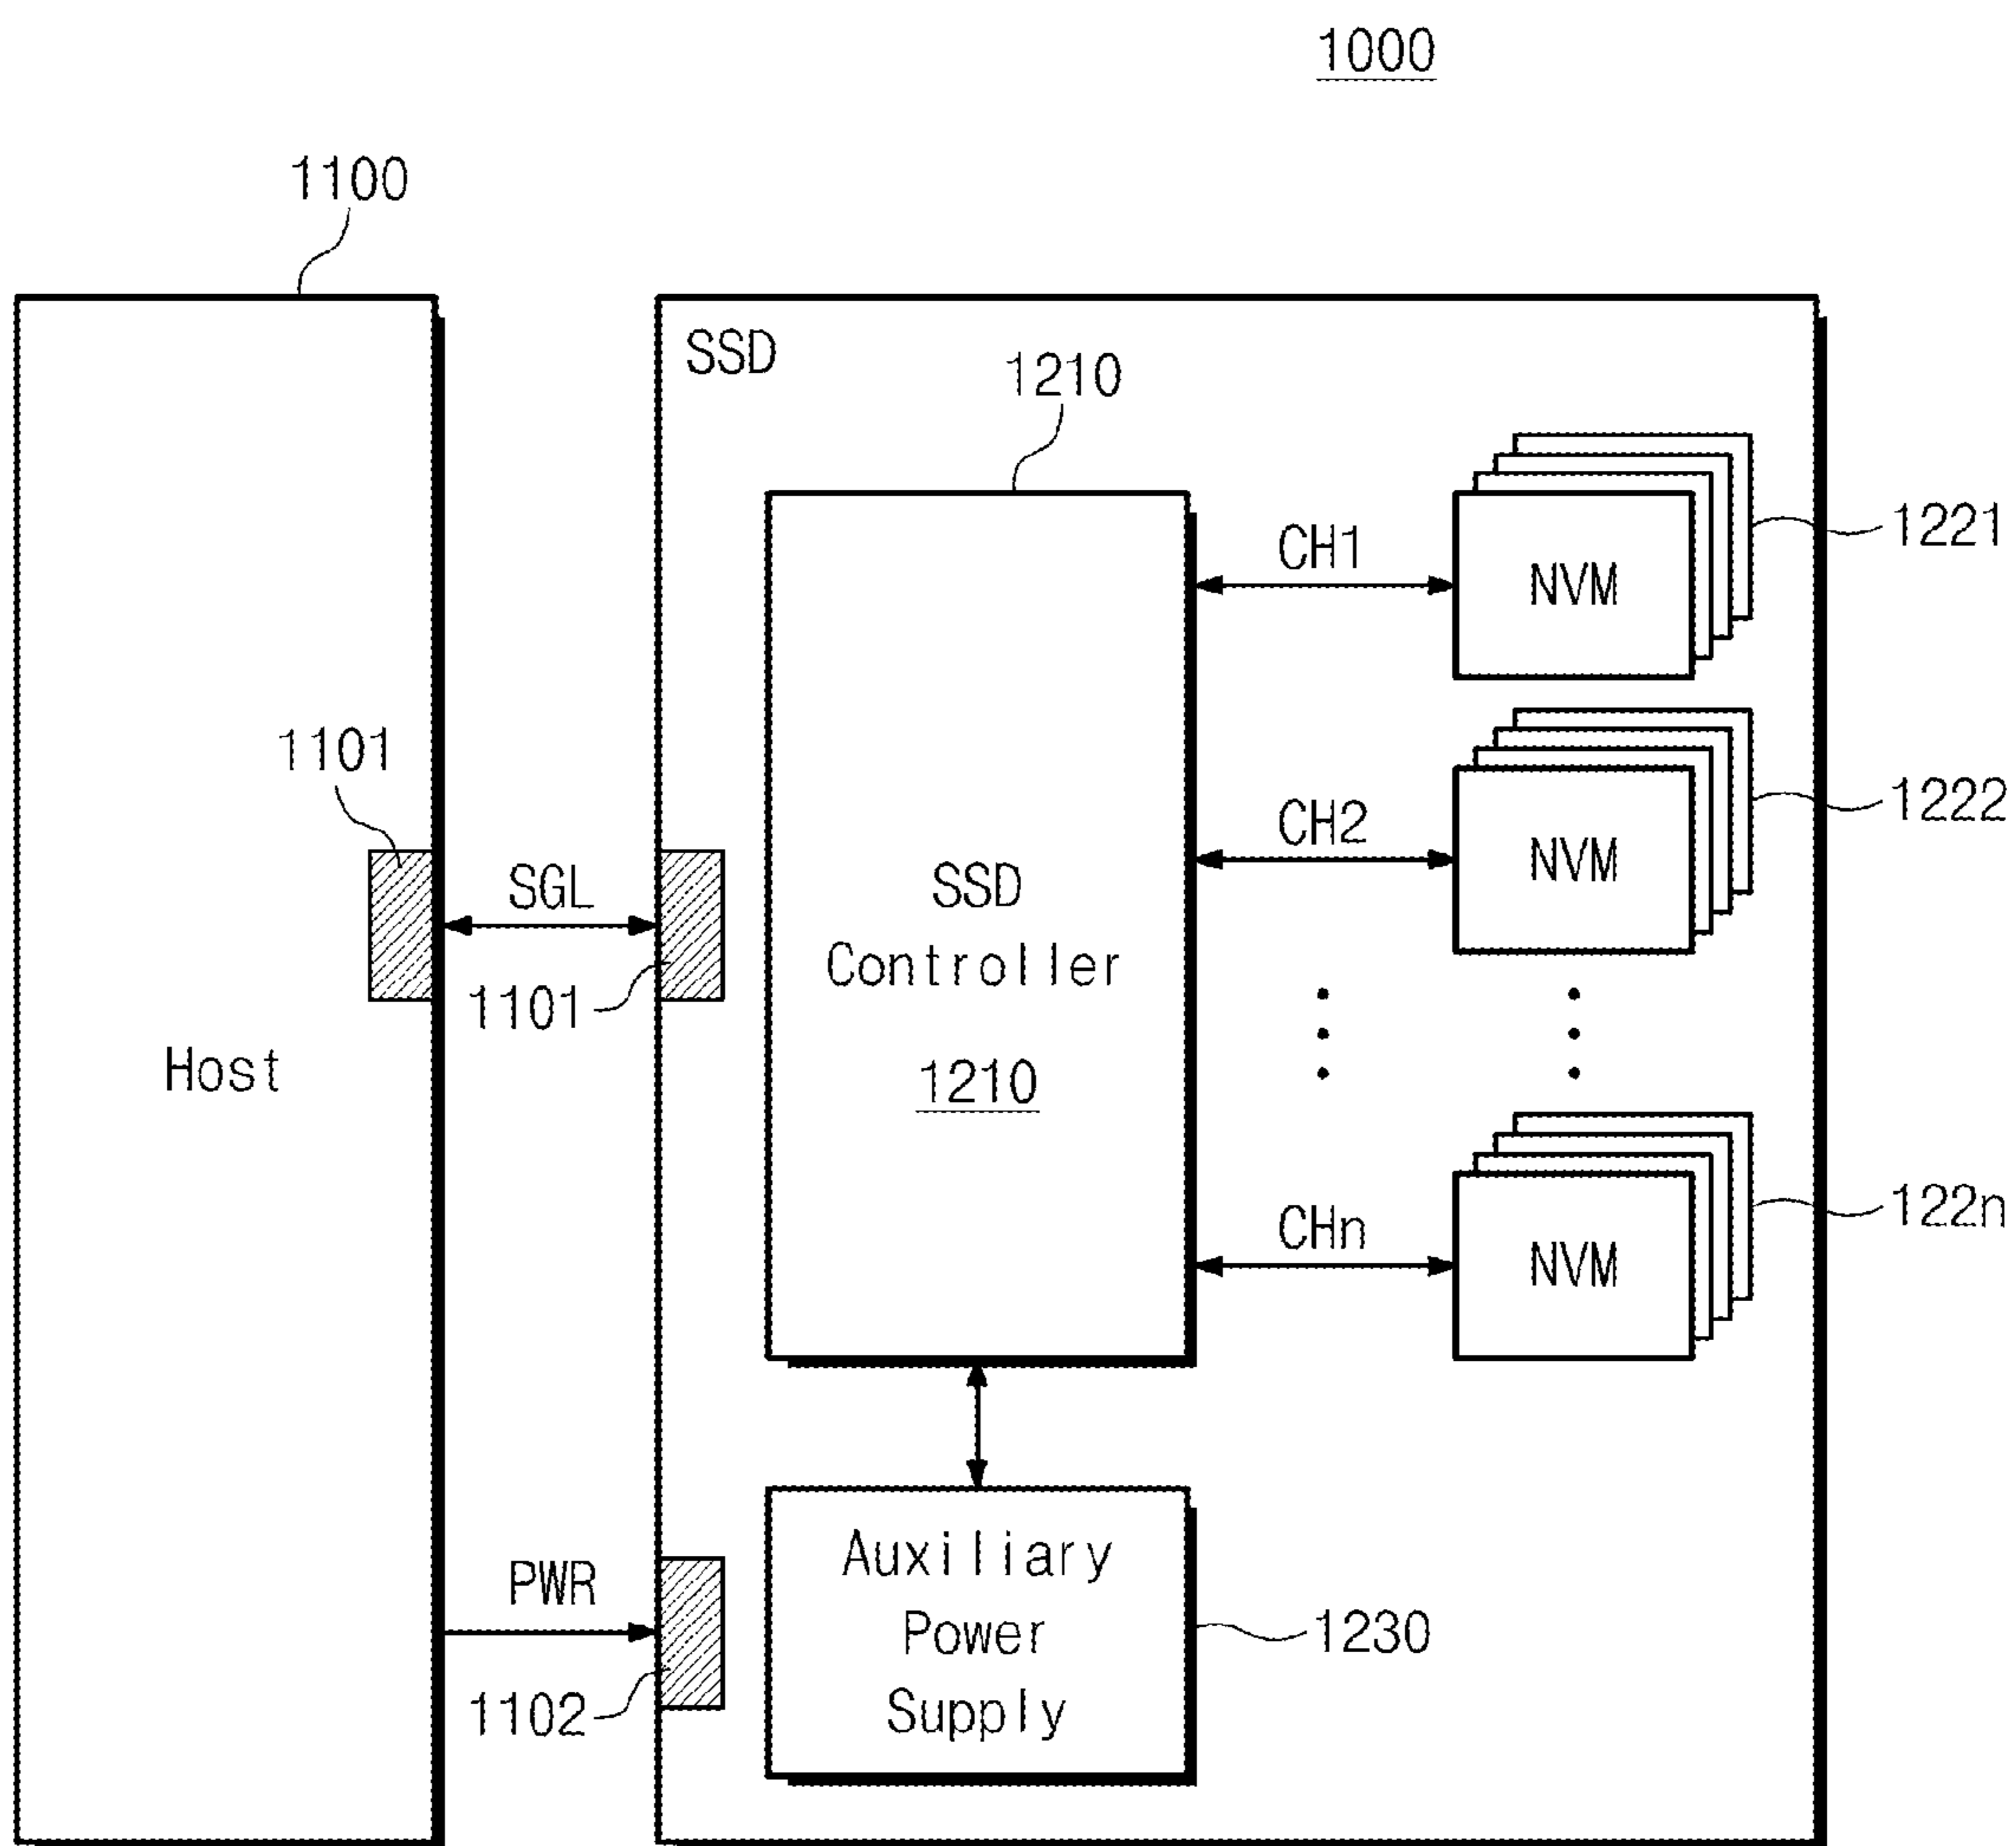 1000
1100
SSD
1210
1221
CH1
NVM
1101
1222
CH2
NVM
SGL
SSD
Controller
1101
Host
1210
122n
CHn
NVM
Auxiliary
Power
Supply
PWR
1230
1102